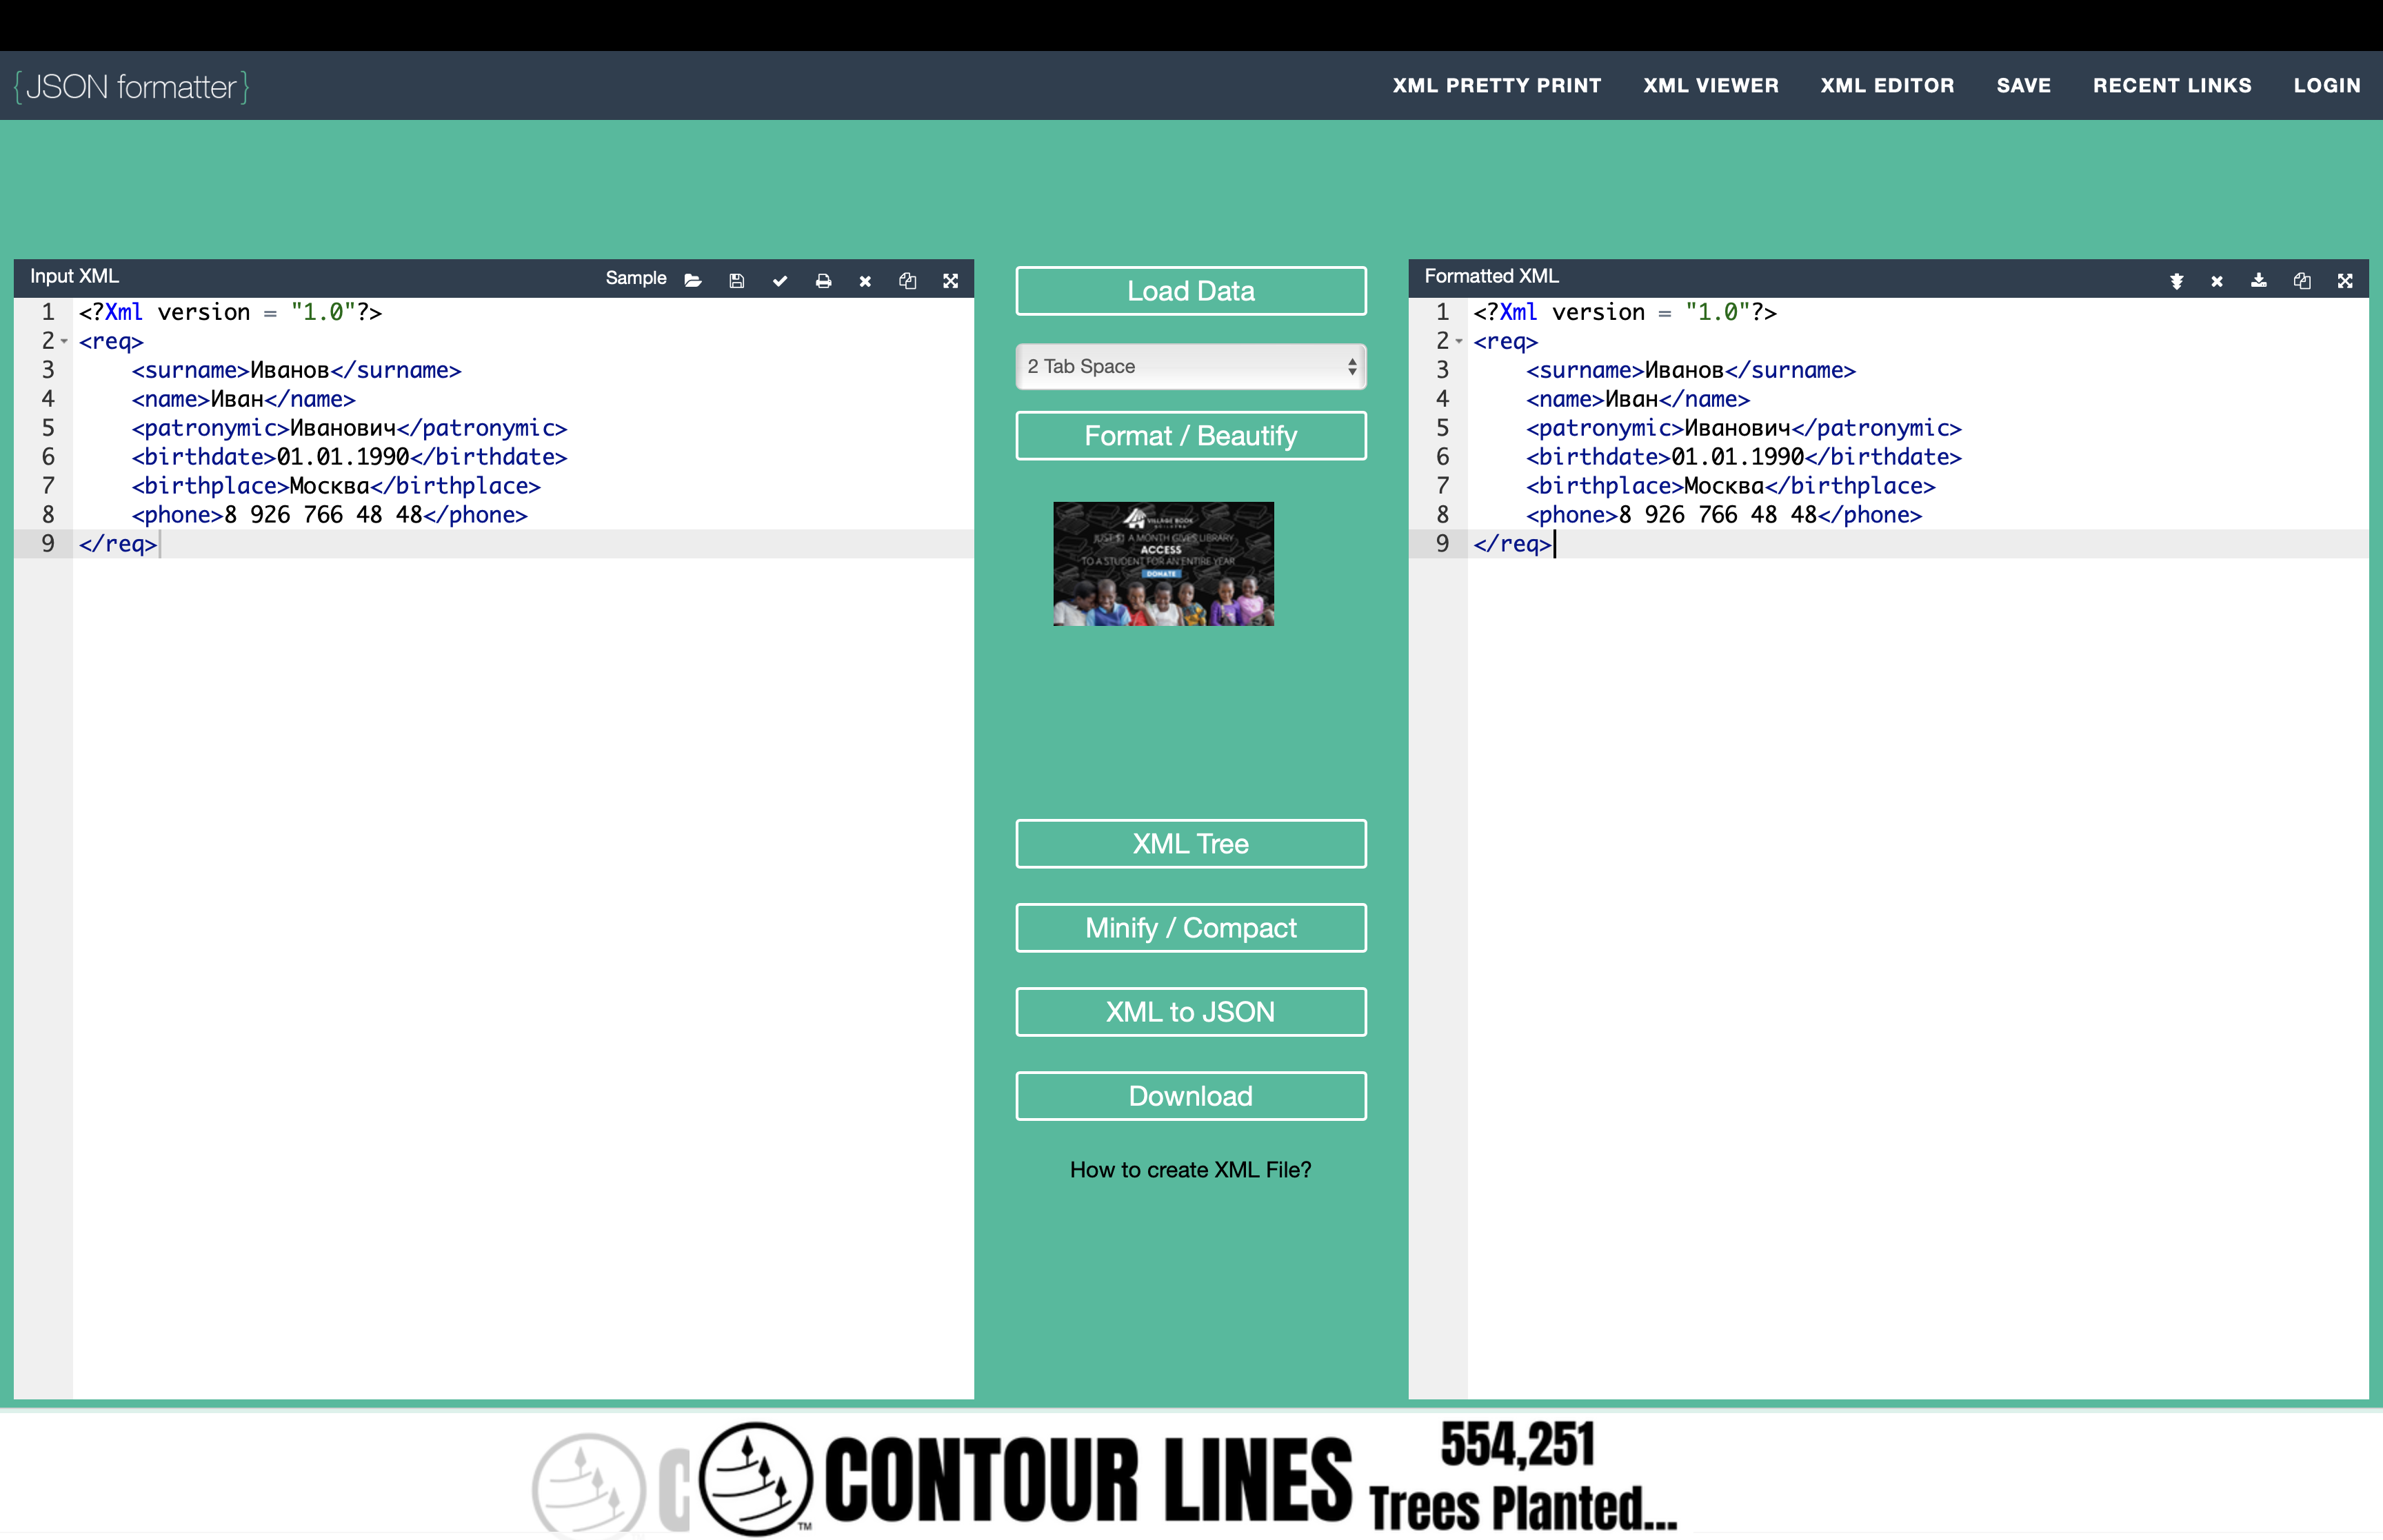 {JSON formatter}
XML PRETTY PRINT XML VIEWER XML EDITOR SAVE RECENT LINKS LOGIN
Input XML Sample
1 <?Xml version = "1.0"?>
2 <req>
3 <surname>Иванов</surname>
4 <name>Иван</name>
5 <patronymic>Иванович</patronymic>
6 <birthdate>01.01.1990</birthdate>
7 <birthplace>Москва</birthplace>
8 <phone>8 926 766 48 48</phone>
9 </req>
Load Data
2 Tab Space
Format / Beautify
VILLAGE BOOK
BUILDERS
JUST $1 A MONTH GIVES LIBRARY
ACCESS
TO A STUDENT FOR AN ENTIRE YEAR
DONATE
XML Tree
Minify / Compact
XML to JSON
Download
How to create XML File?
Formatted XML
1 <?Xml version = "1.0"?>
2 <req>
3 <surname>Иванов</surname>
4 <name>Иван</name>
5 <patronymic>Иванович</patronymic>
6 <birthdate>01.01.1990</birthdate>
7 <birthplace>Москва</birthplace>
8 <phone>8 926 766 48 48</phone>
9 </req>
C
TM
CONTOUR LINES
554,251
Trees Planted...